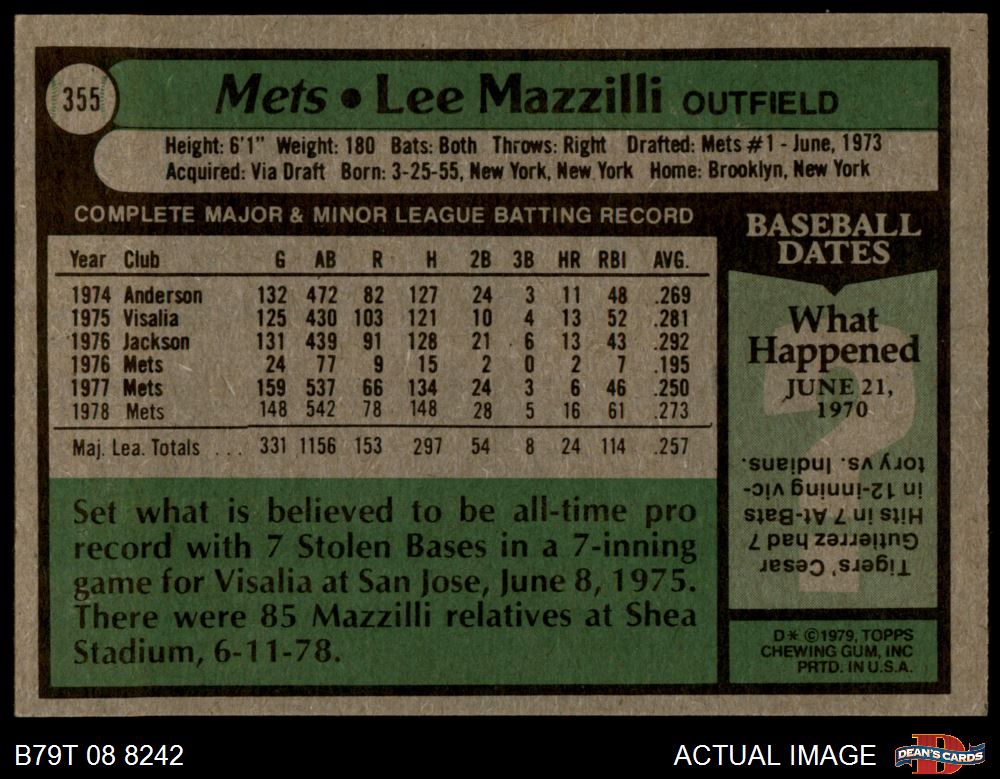 355
Mets • Lee Mazzilli OUTFIELD
Height: 6'1" Weight: 180 Bats: Both Throws: Right Drafted: Mets #1 - June, 1973
Acquired: Via Draft Born: 3-25-55, New York, New York Home: Brooklyn, New York
COMPLETE MAJOR & MINOR LEAGUE BATTING RECORD
Year Club G AB R H 2B 3B HR RBI AVG.
1974 Anderson 132 472 82 127 24 3 11 48 .269
1975 Visalia 125 430 103 121 10 4 13 52 .281
1976 Jackson 131 439 91 128 21 6 13 43 .292
1976 Mets 24 77 9 15 2 0 2 7 .195
1977 Mets 159 537 66 134 24 3 6 46 .250
1978 Mets 148 542 78 148 28 5 16 61 .273
Maj. Lea. Totals ... 331 1156 153 297 54 8 24 114 .257
Set what is believed to be all-time pro
record with 7 Stolen Bases in a 7-inning
game for Visalia at San Jose, June 8, 1975.
There were 85 Mazzilli relatives at Shea
Stadium, 6-11-78.
BASEBALL
DATES
What
Happened
JUNE 21,
1970
Tigers' Cesar
Gutierrez had 7
Hits in 7 At-Bats
in 12-inning vic-
tory vs. Indians.
D* ©1979, TOPPS
CHEWING GUM, INC
PRTD. IN U.S.A.
B79T 08 8242
ACTUAL IMAGE
DEAN'S CARDS